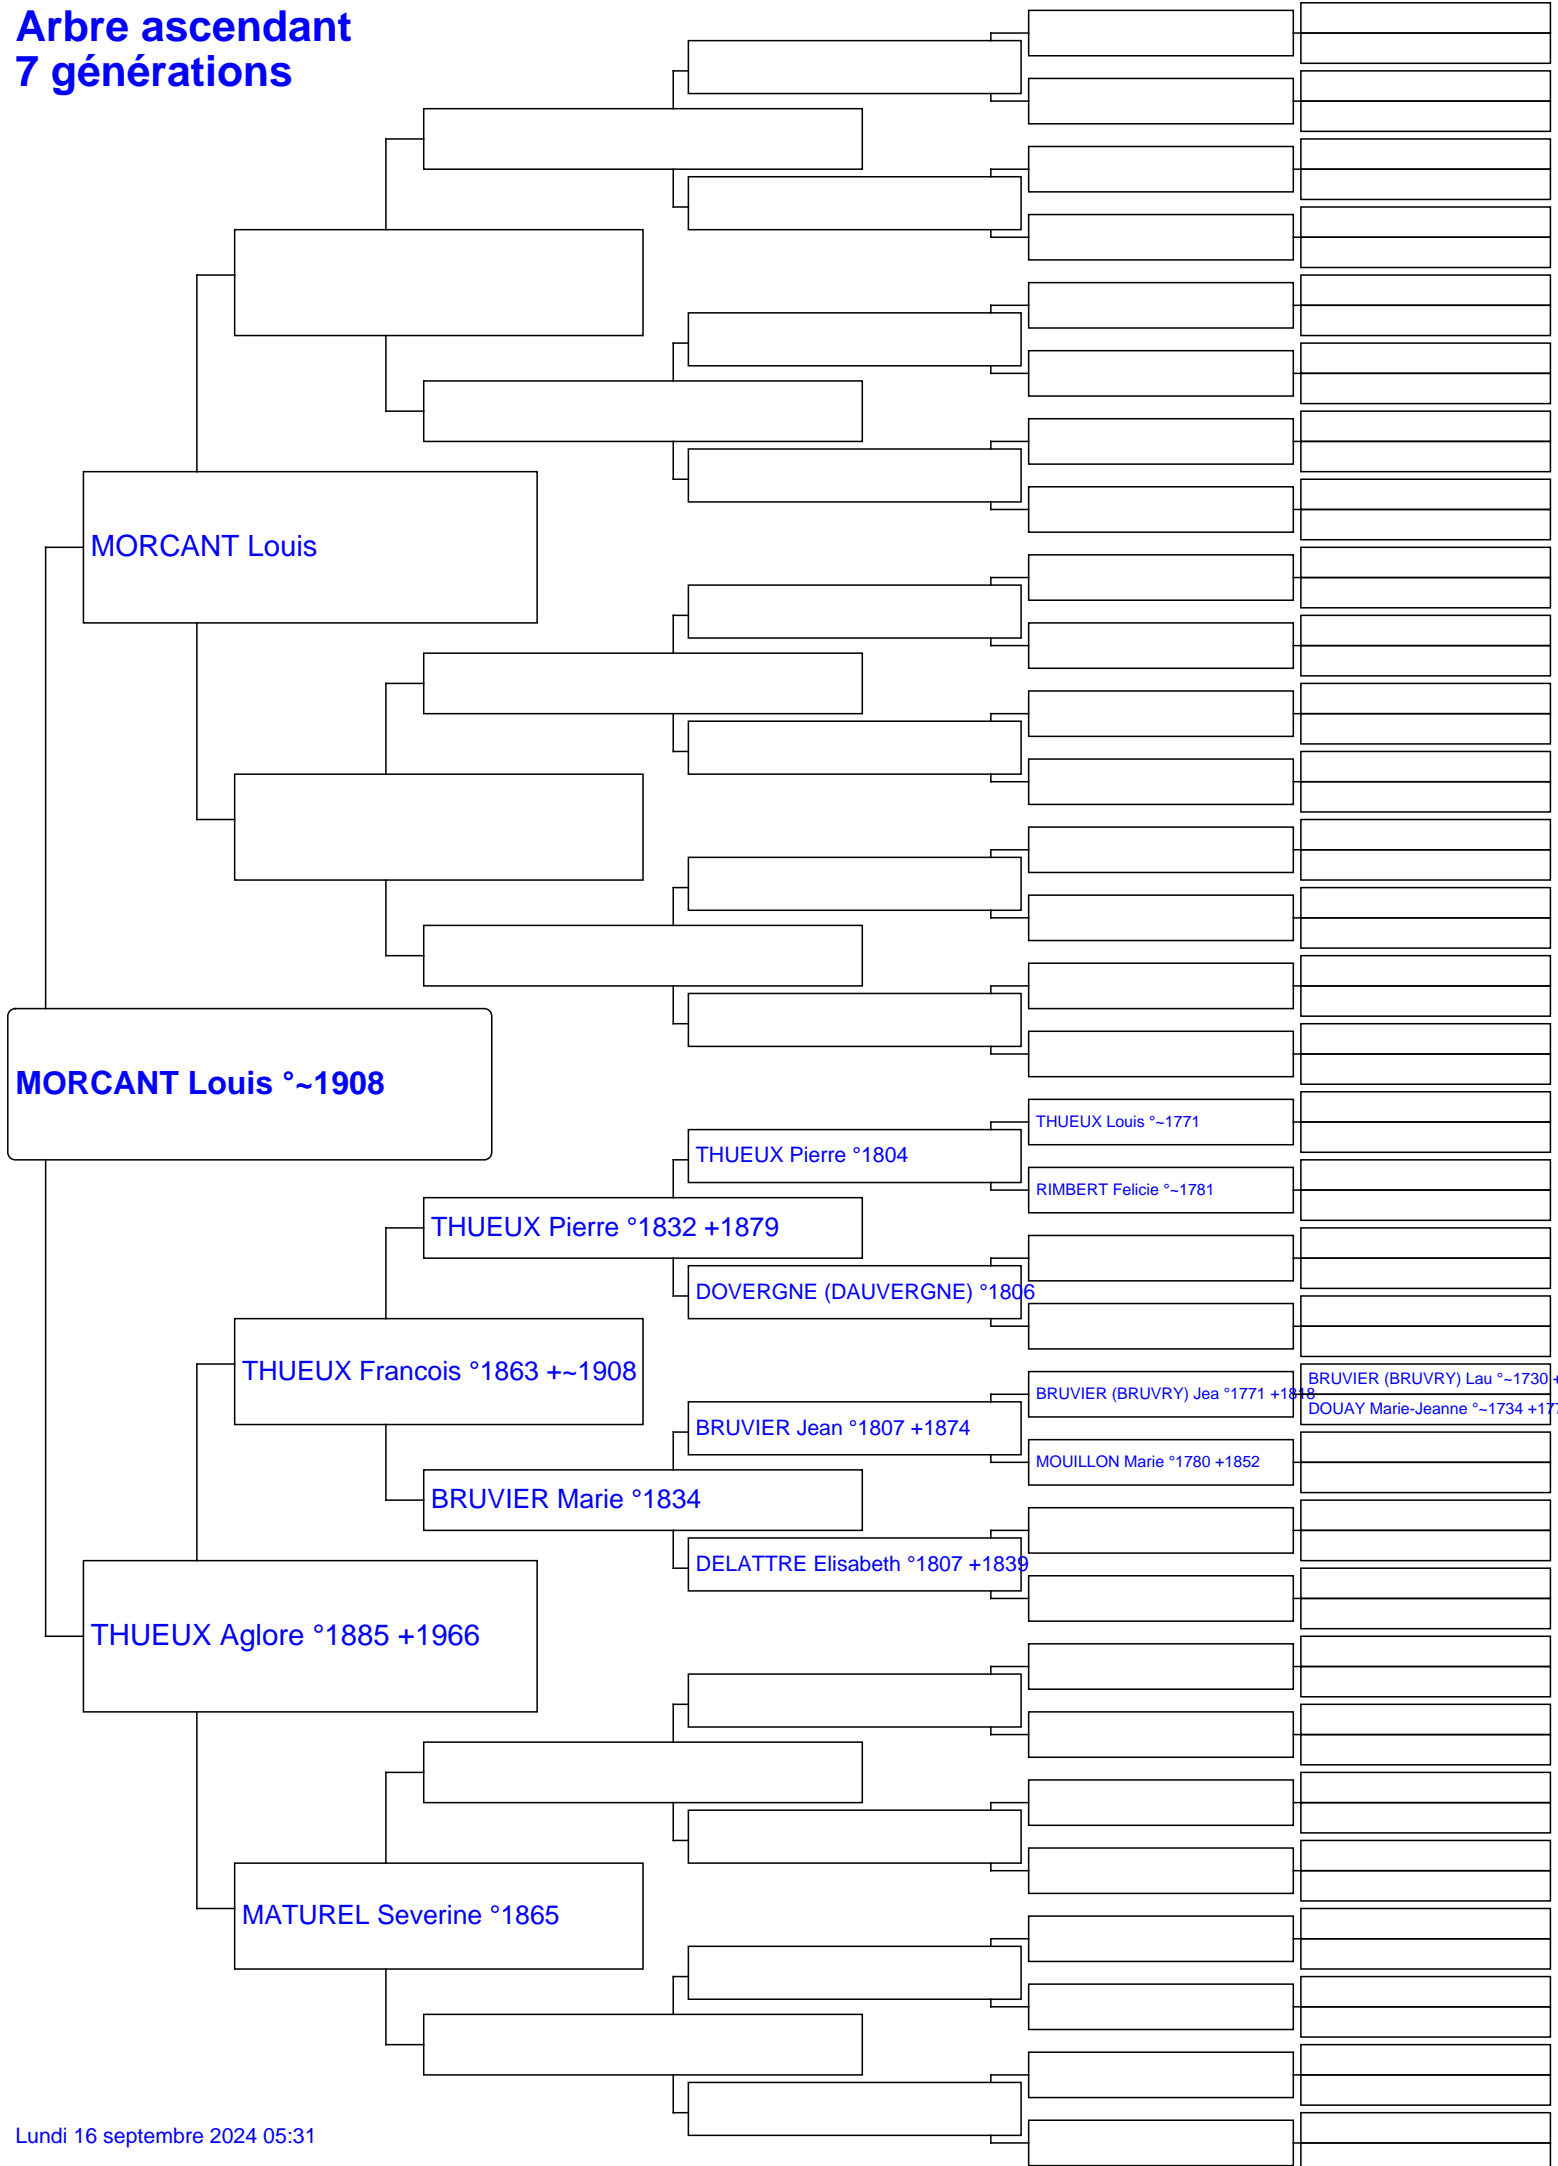 Arbre ascendant
7 générations
MORCANT Louis
MORCANT Louis °~1908
THUEUX Louis °~1771
THUEUX Pierre °1804
RIMBERT Felicie °~1781
THUEUX Pierre °1832 +1879
DOVERGNE (DAUVERGNE) °1806
THUEUX Francois °1863 +~1908
BRUVIER (BRUVRY) Lau °~1730 +
BRUVIER (BRUVRY) Jea °1771 +1818
DOUAY Marie-Jeanne °~1734 +177
BRUVIER Jean °1807 +1874
MOUILLON Marie °1780 +1852
BRUVIER Marie °1834
DELATTRE Elisabeth °1807 +1839
THUEUX Aglore °1885 +1966
MATUREL Severine °1865
Lundi 16 septembre 2024 05:31